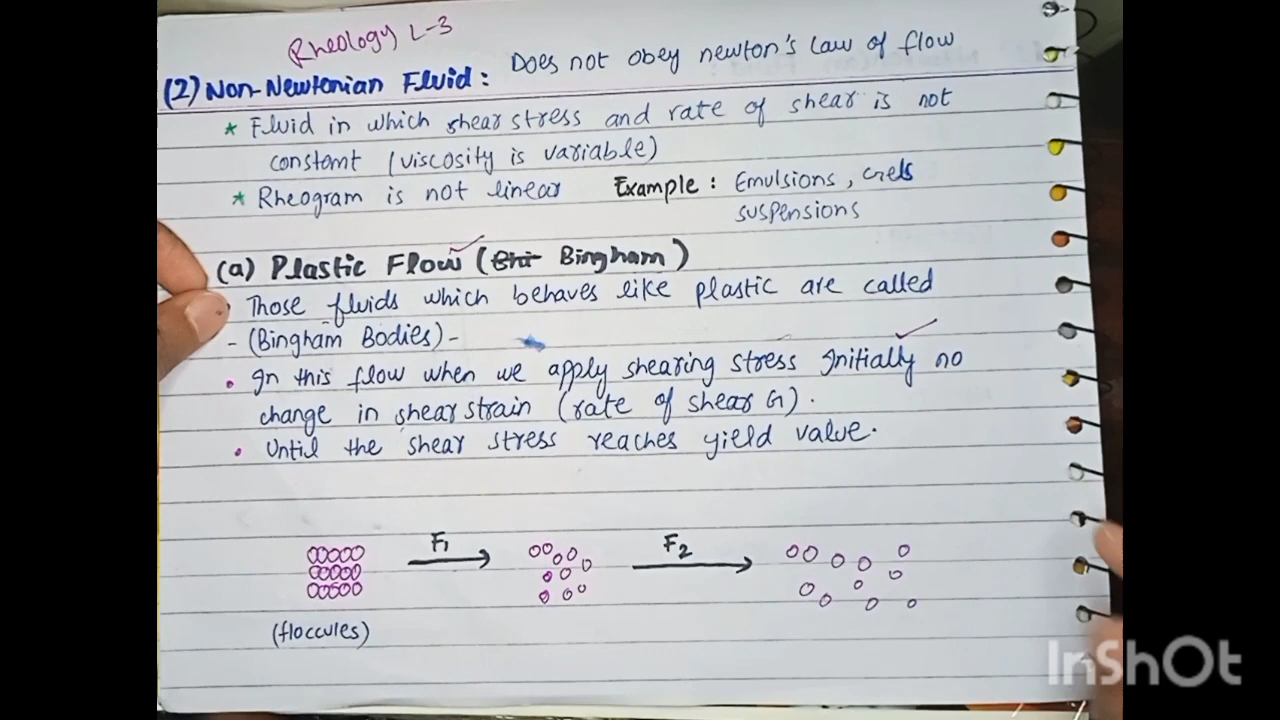 Rheology L-3
(2) Non-Newtonian Fluid : Does not obey newton's law of flow
* Fluid in which shear stress and rate of shear is not
constant (viscosity is variable)
* Rheogram is not linear Example : Emulsions, Gels
suspensions
(a) Plastic Flow ( Bingham )
• Those fluids which behaves like plastic are called
- (Bingham Bodies) -
• In this flow when we apply shearing stress Initially no
change in shear strain (rate of shear G).
• Until the shear stress reaches yield value.
F1 F2
(floccules)
InShOt